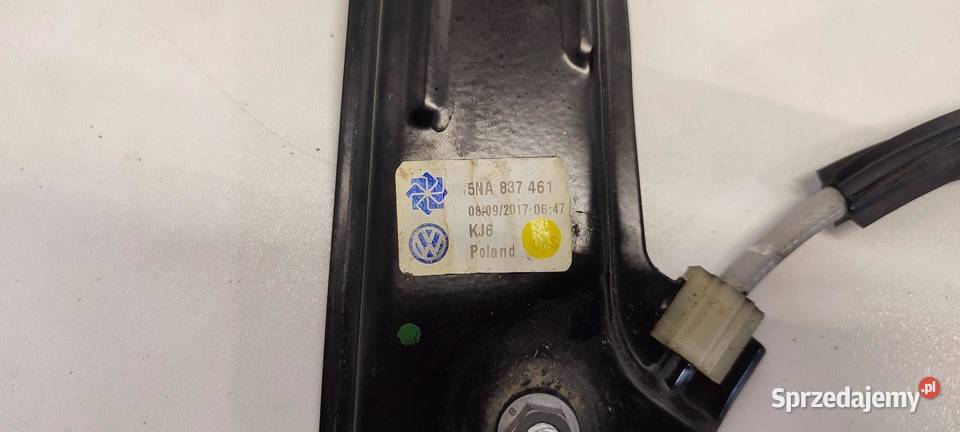 5NA 837 461
08/09/2017 06:47
KJ6
Poland
Sprzedajemy.pl